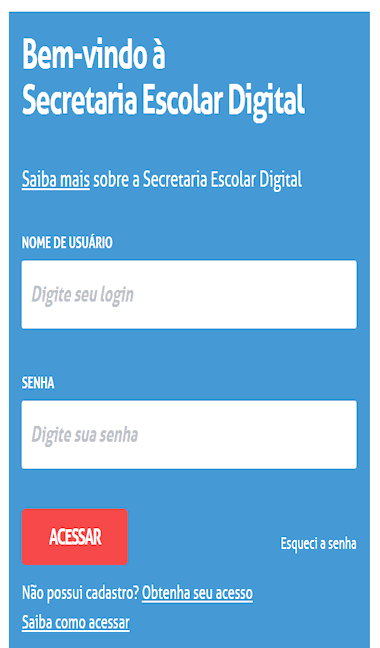 Bem-vindo à
Secretaria Escolar Digital
Saiba mais sobre a Secretaria Escolar Digital
NOME DE USUÁRIO
Digite seu login
SENHA
Digite sua senha
ACESSAR
Esqueci a senha
Não possui cadastro? Obtenha seu acesso
Saiba como acessar